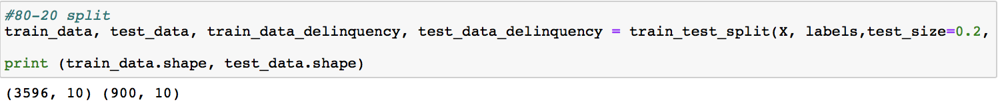 #80-20 split
train_data, test_data, train_data_delinquency, test_data_delinquency = train_test_split(X, labels,test_size=0.2,
print (train_data.shape, test_data.shape)
(3596, 10) (900, 10)